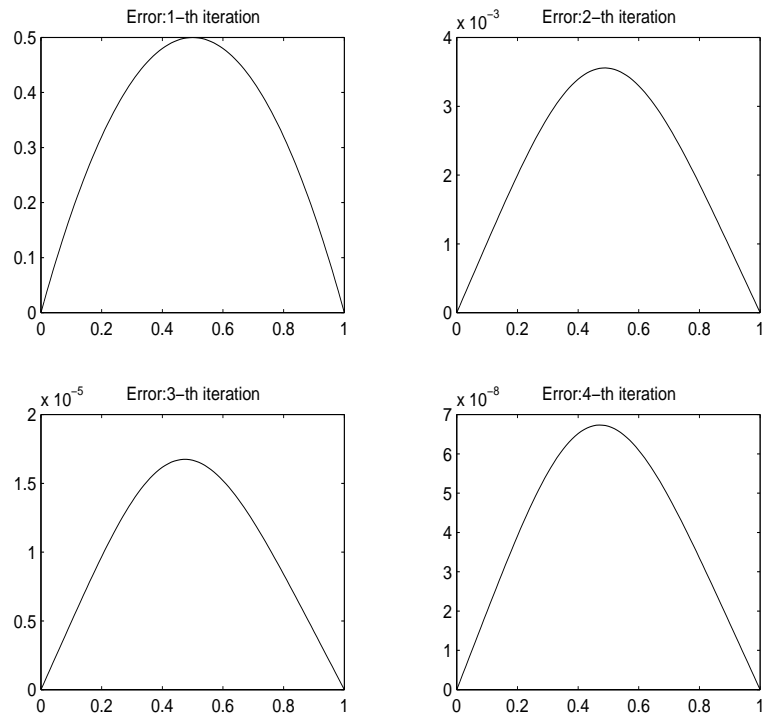 Error:1−th iteration
0.5
0.4
0.3
0.2
0.1
0
0 0.2 0.4 0.6 0.8 1
Error:2−th iteration
x 10^−3
4
3
2
1
0
0 0.2 0.4 0.6 0.8 1
Error:3−th iteration
x 10^−5
2
1.5
1
0.5
0
0 0.2 0.4 0.6 0.8 1
Error:4−th iteration
x 10^−8
7
6
5
4
3
2
1
0
0 0.2 0.4 0.6 0.8 1